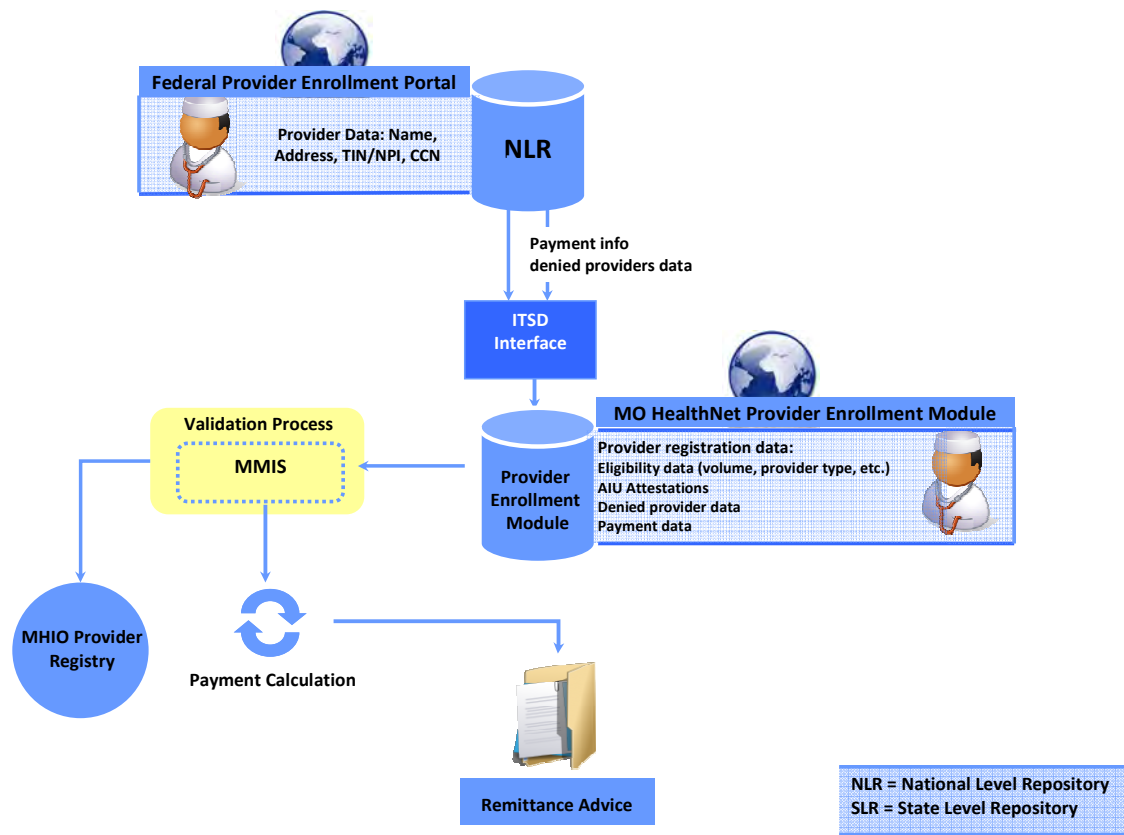 Federal Provider Enrollment Portal
Provider Data: Name,
Address, TIN/NPI, CCN
NLR
Payment info
denied providers data
ITSD
Interface
MO HealthNet Provider Enrollment Module
Provider registration data:
Eligibility data (volume, provider type, etc.)
AIU Attestations
Denied provider data
Payment data
Provider
Enrollment
Module
Validation Process
MMIS
MHIO Provider
Registry
Payment Calculation
Remittance Advice
NLR = National Level Repository
SLR = State Level Repository